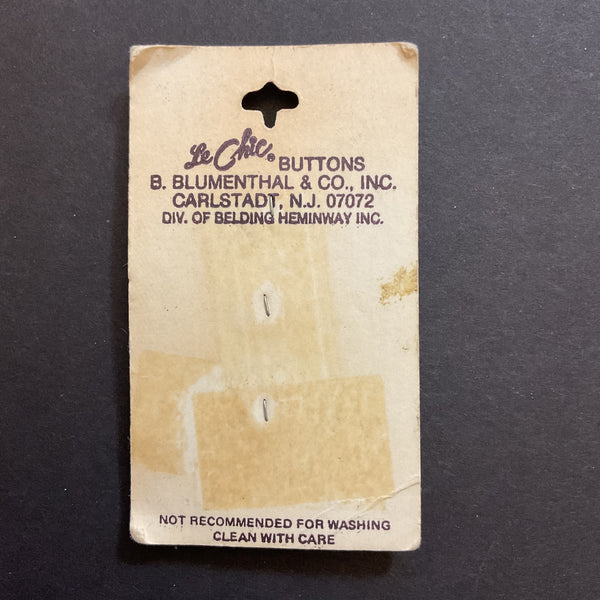 Le Chic® BUTTONS
B. BLUMENTHAL & CO., INC.
CARLSTADT, N.J. 07072
DIV. OF BELDING HEMINWAY INC.
NOT RECOMMENDED FOR WASHING
CLEAN WITH CARE